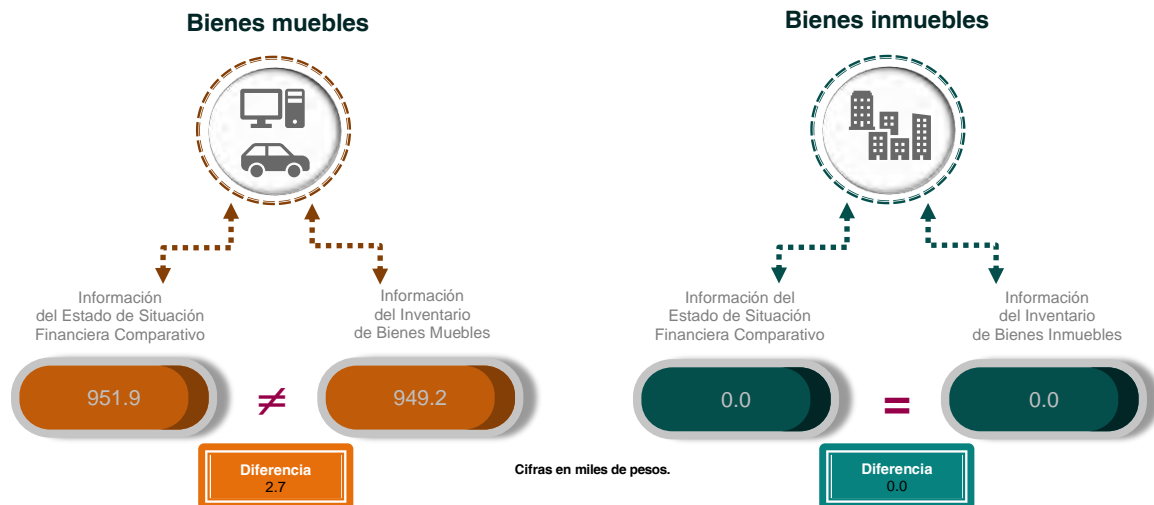 Bienes muebles
Información
del Estado de Situación
Financiera Comparativo
Información
del Inventario
de Bienes Muebles
951.9
≠
949.2
Diferencia
2.7
Cifras en miles de pesos.
Bienes inmuebles
Información del
Estado de Situación
Financiera Comparativo
Información
del Inventario
de Bienes Inmuebles
0.0
=
0.0
Diferencia
0.0